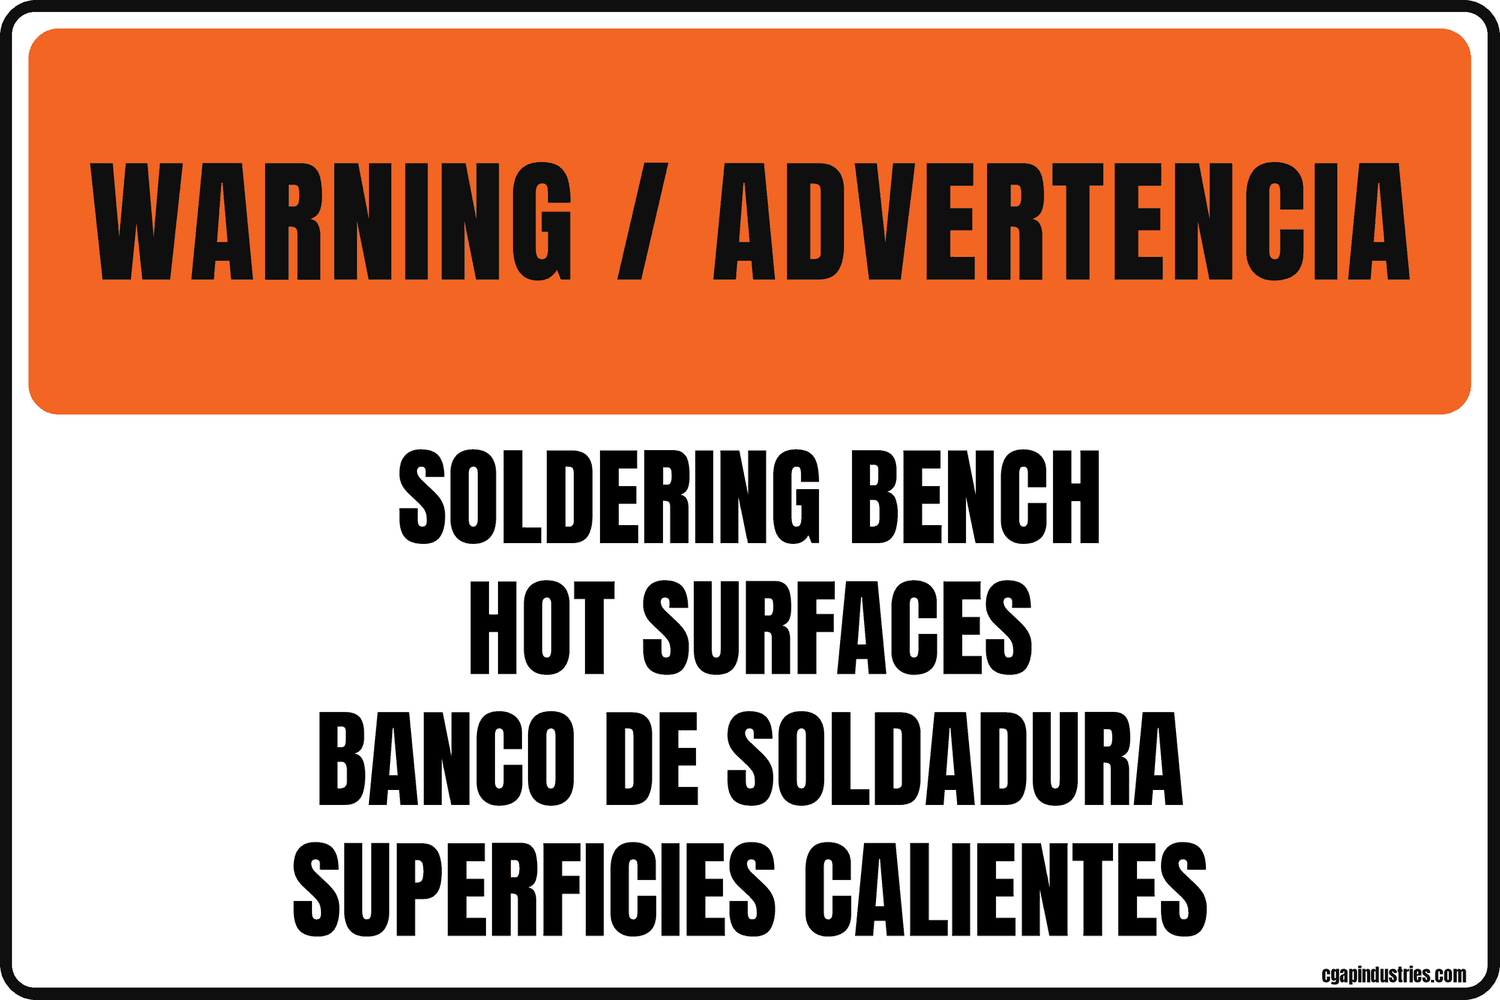 WARNING / ADVERTENCIA
SOLDERING BENCH
HOT SURFACES
BANCO DE SOLDADURA
SUPERFICIES CALIENTES
cgapindustries.com